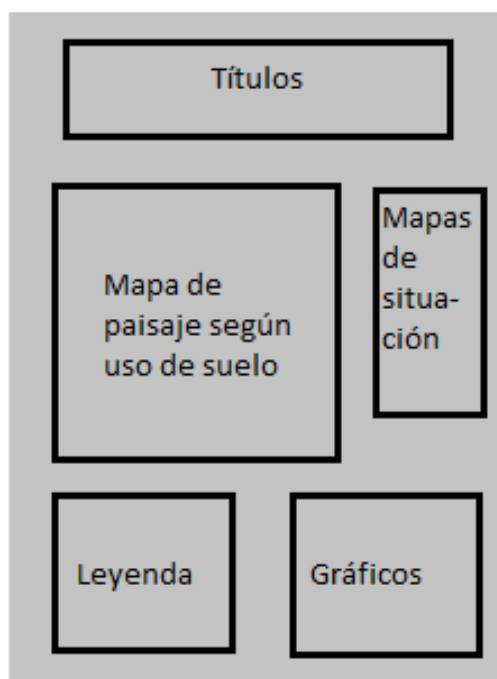 Títulos
Mapa de
paisaje según
uso de suelo
Mapas
de
situa-
ción
Leyenda
Gráficos